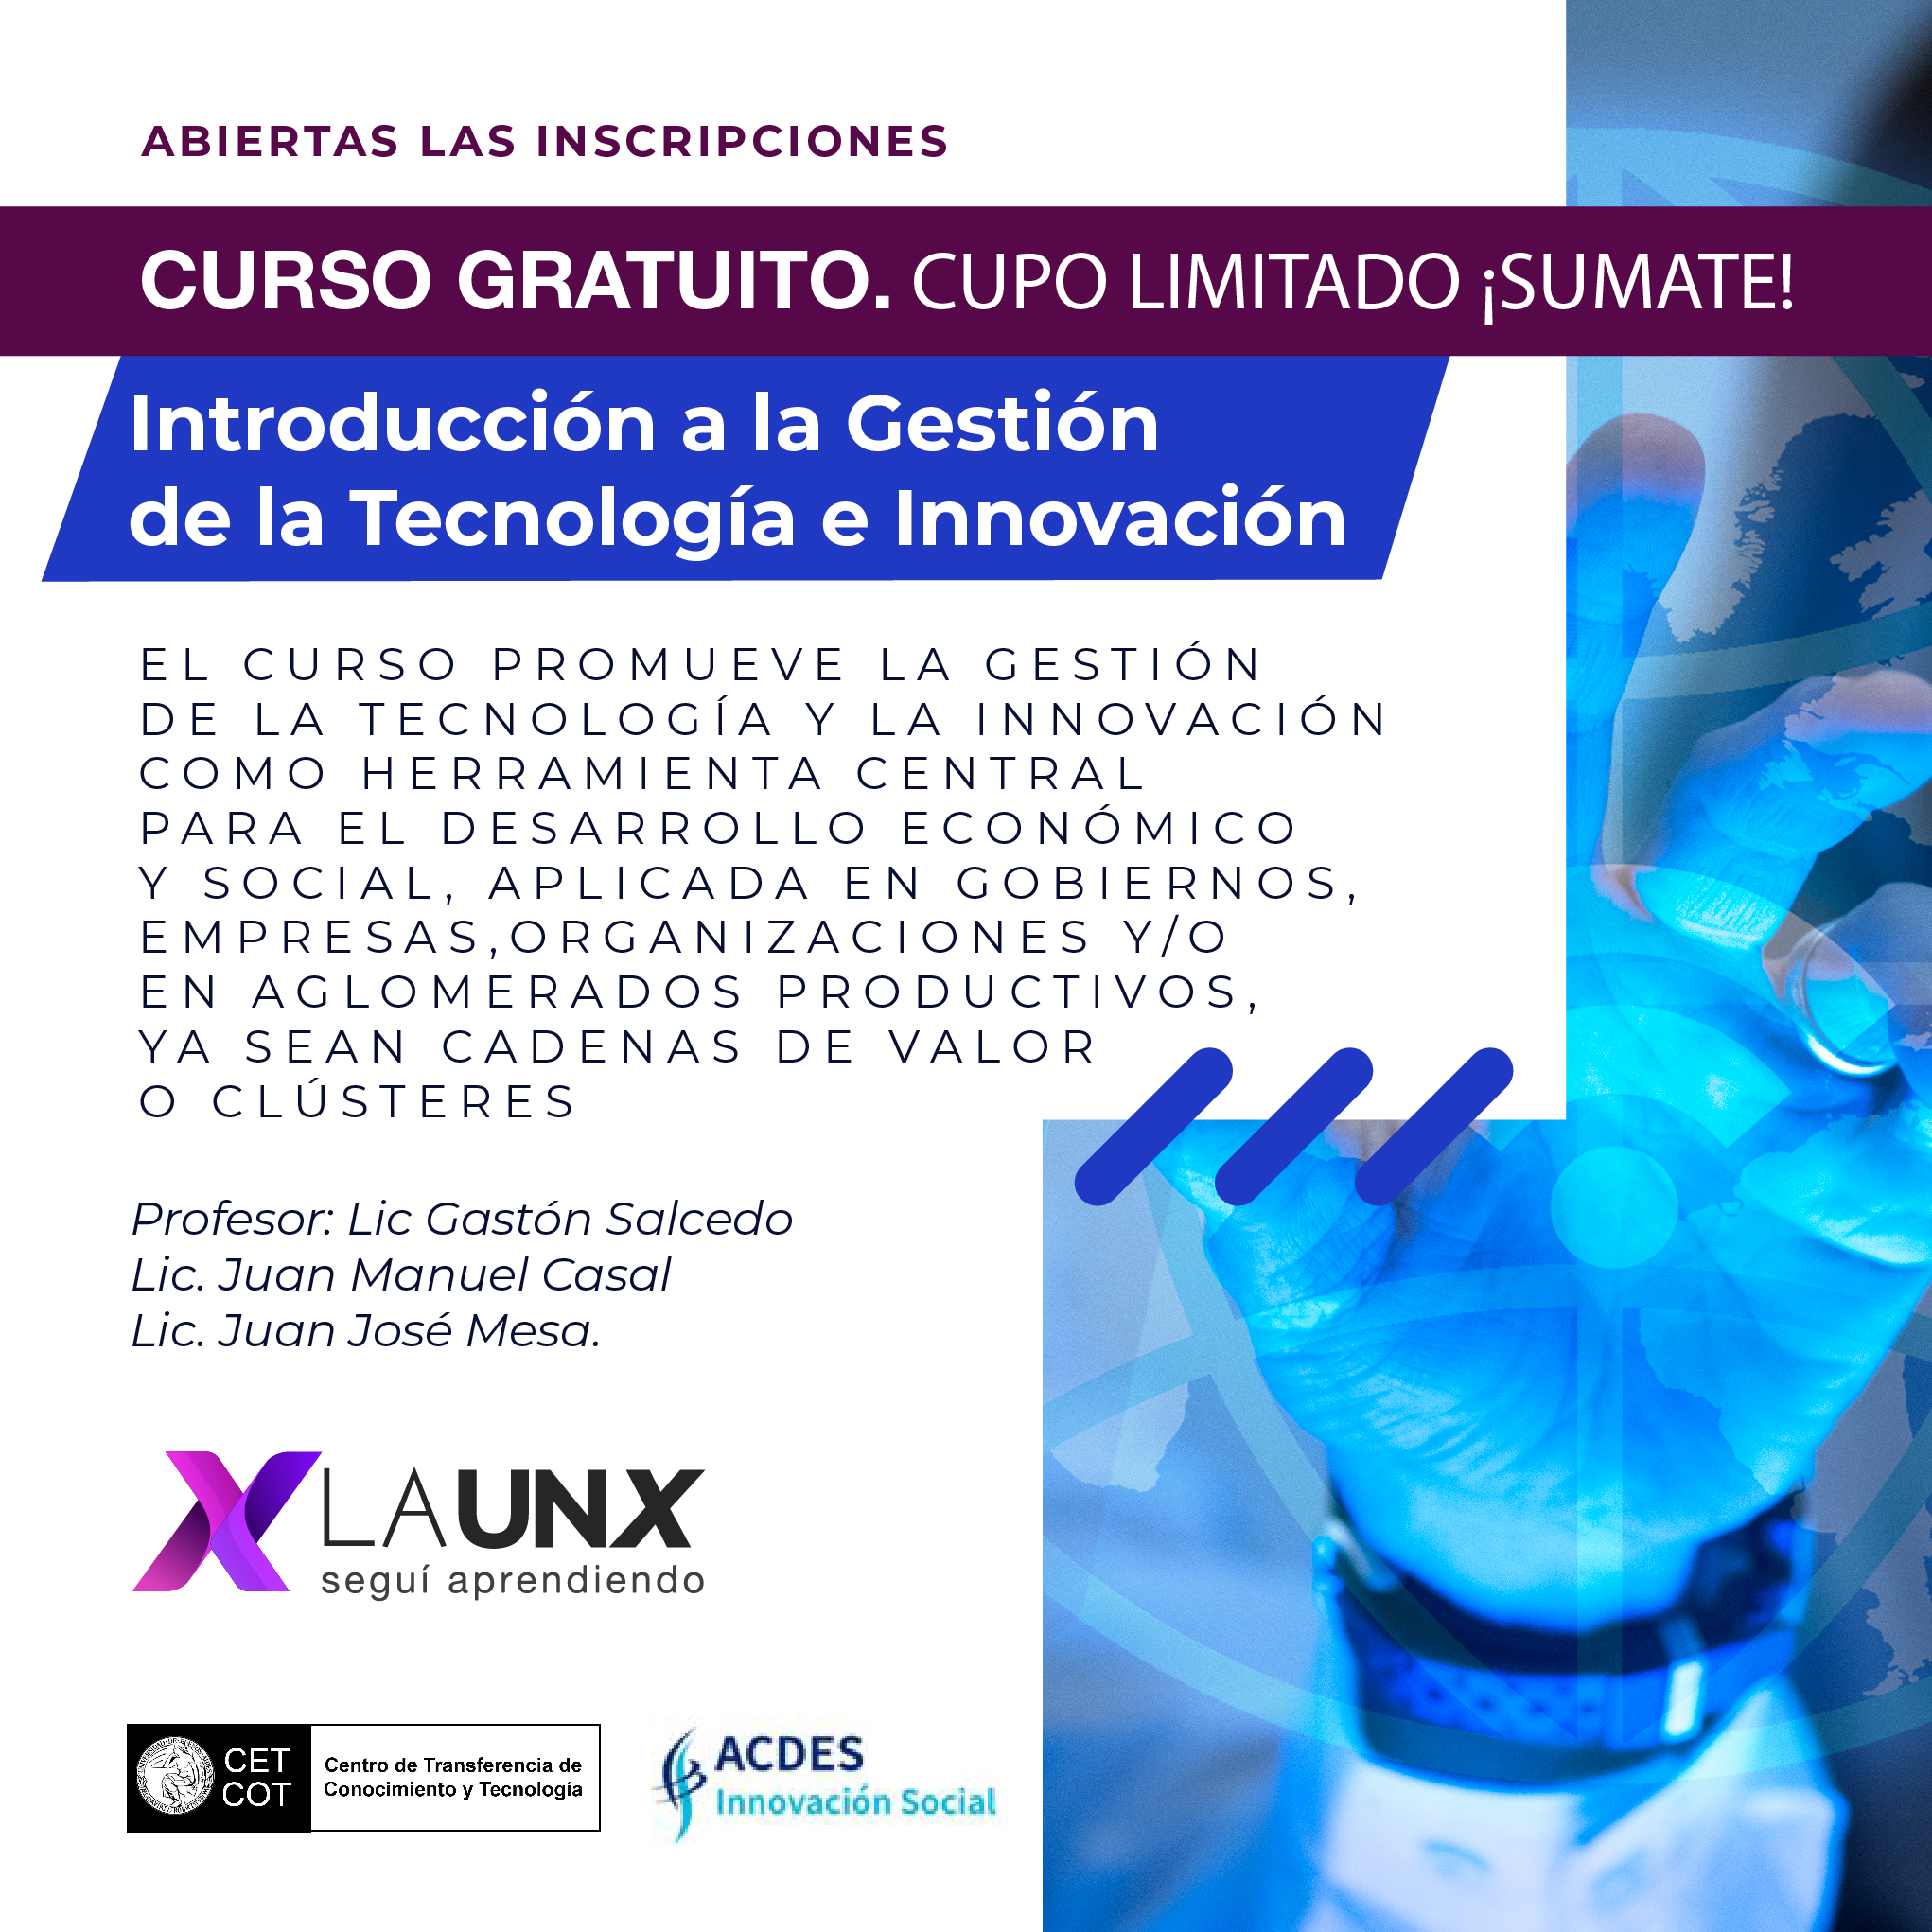 ABIERTAS LAS INSCRIPCIONES
CURSO GRATUITO. CUPO LIMITADO ¡SUMATE!
Introducción a la Gestión
de la Tecnología e Innovación
EL CURSO PROMUEVE LA GESTIÓN
DE LA TECNOLOGÍA Y LA INNOVACIÓN
COMO HERRAMIENTA CENTRAL
PARA EL DESARROLLO ECONÓMICO
Y SOCIAL, APLICADA EN GOBIERNOS,
EMPRESAS,ORGANIZACIONES Y/O
EN AGLOMERADOS PRODUCTIVOS,
YA SEAN CADENAS DE VALOR
O CLÚSTERES
Profesor: Lic Gastón Salcedo
Lic. Juan Manuel Casal
Lic. Juan José Mesa.
LAUNX
seguí aprendiendo
CET
COT
Centro de Transferencia de
Conocimiento y Tecnología
ACDES
Innovación Social